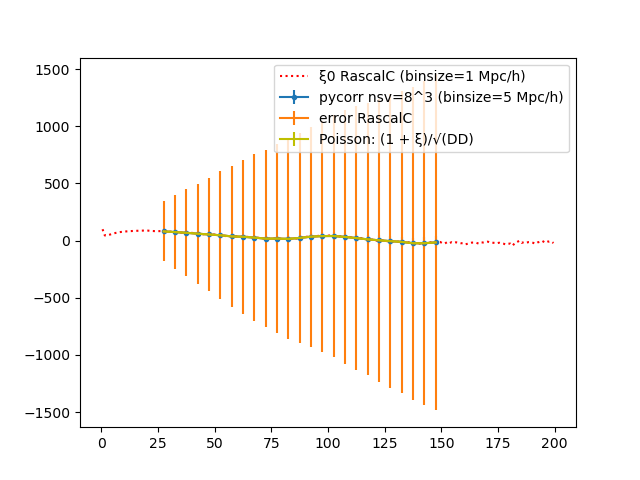 ξ0 RascalC (binsize=1 Mpc/h)
pycorr nsv=8^3 (binsize=5 Mpc/h)
error RascalC
Poisson: (1 + ξ)/√(DD)
1500
1000
500
0
−500
−1000
−1500
0 25 50 75 100 125 150 175 200